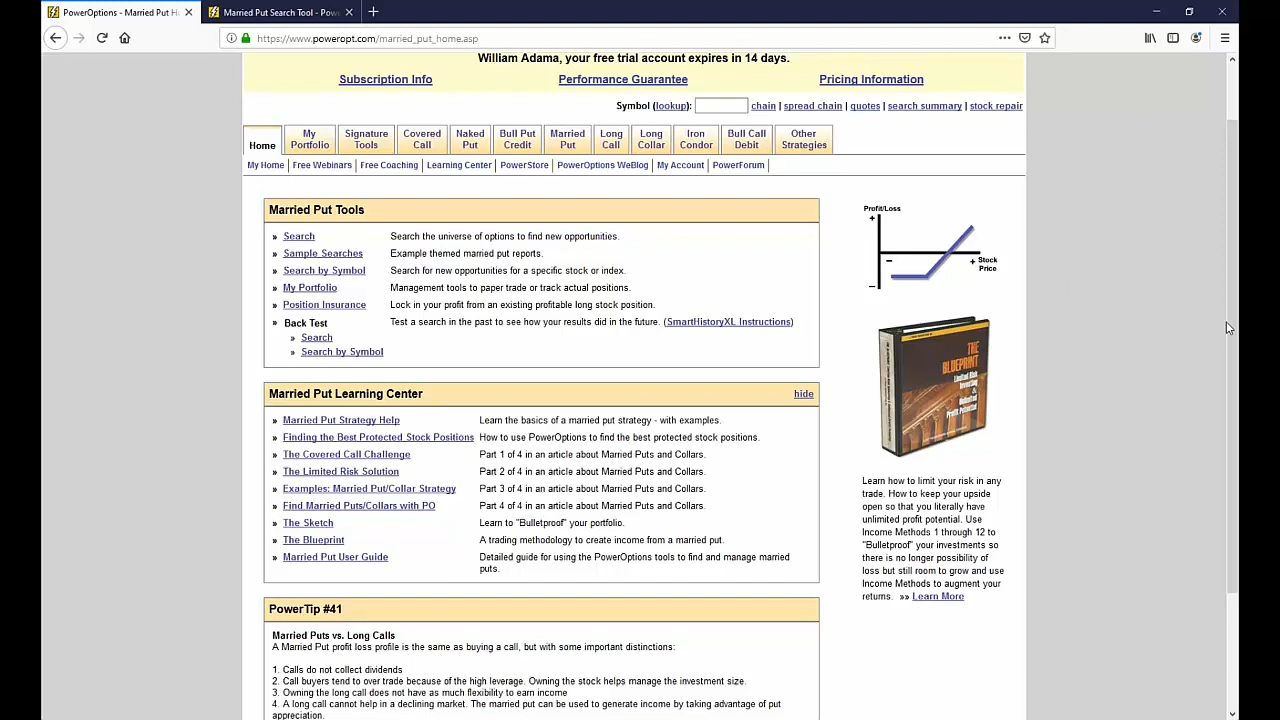 PowerOptions - Married Put H
Married Put Search Tool - Pow
https://www.poweropt.com/married_put_home.asp
William Adama, your free trial account expires in 14 days.
Subscription Info Performance Guarantee Pricing Information
Symbol (lookup): chain | spread chain | quotes | search summary | stock repair
Home
My Portfolio
Signature Tools
Covered Call
Naked Put
Bull Put Credit
Married Put
Long Call
Long Collar
Iron Condor
Bull Call Debit
Other Strategies
My Home | Free Webinars | Free Coaching | Learning Center | PowerStore | PowerOptions WeBlog | My Account | PowerForum |
Married Put Tools
» Search Search the universe of options to find new opportunities.
» Sample Searches Example themed married put reports.
» Search by Symbol Search for new opportunities for a specific stock or index.
» My Portfolio Management tools to paper trade or track actual positions.
» Position Insurance Lock in your profit from an existing profitable long stock position.
» Back Test Test a search in the past to see how your results did in the future. (SmartHistoryXL Instructions)
» Search
» Search by Symbol
Married Put Learning Center hide
» Married Put Strategy Help Learn the basics of a married put strategy - with examples.
» Finding the Best Protected Stock Positions How to use PowerOptions to find the best protected stock positions.
» The Covered Call Challenge Part 1 of 4 in an article about Married Puts and Collars.
» The Limited Risk Solution Part 2 of 4 in an article about Married Puts and Collars.
» Examples: Married Put/Collar Strategy Part 3 of 4 in an article about Married Puts and Collars.
» Find Married Puts/Collars with PO Part 4 of 4 in an article about Married Puts and Collars.
» The Sketch Learn to "Bulletproof" your portfolio.
» The Blueprint A trading methodology to create income from a married put.
» Married Put User Guide Detailed guide for using the PowerOptions tools to find and manage married
puts.
PowerTip #41
Married Puts vs. Long Calls
A Married Put profit loss profile is the same as buying a call, but with some important distinctions:
1. Calls do not collect dividends
2. Call buyers tend to over trade because of the high leverage. Owning the stock helps manage the investment size.
3. Owning the long call does not have as much flexibility to earn income
4. A long call cannot help in a declining market. The married put can be used to generate income by taking advantage of put
appreciation.
Profit/Loss
+
–
+ Stock
Price
–
THE
BLUEPRINT
Limited Risk
Investing
&
Unlimited
Profit Potential
Learn how to limit your risk in any
trade. How to keep your upside
open so that you literally have
unlimited profit potential. Use
Income Methods 1 through 12 to
"Bulletproof" your investments so
there is no longer possibility of
loss but still room to grow and use
Income Methods to augment your
returns. »» Learn More